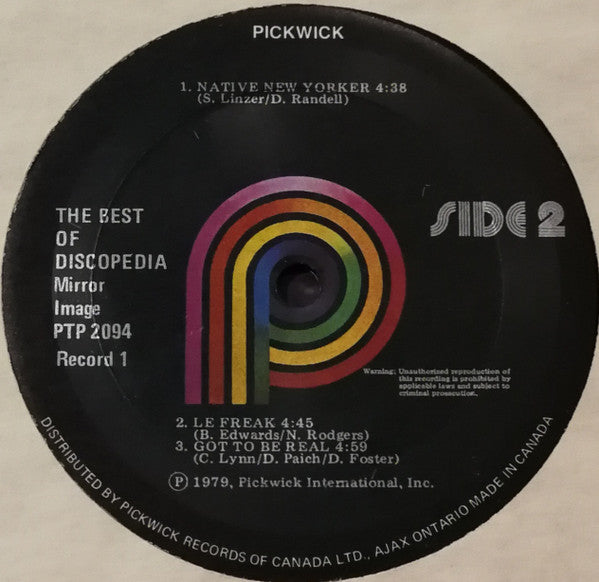 PICKWICK
1. NATIVE NEW YORKER 4:38
(S. Linzer/D. Randell)
THE BEST
OF
DISCOPEDIA
Mirror
Image
PTP 2094
Record 1
SIDE 2
Warning: Unauthorized reproduction of
this recording is prohibited by
applicable laws and subject to
criminal prosecution.
2. LE FREAK 4:45
(B. Edwards/N. Rodgers)
3. GOT TO BE REAL 4:59
(C. Lynn/D. Paich/D. Foster)
Ⓟ 1979, Pickwick International, Inc.
DISTRIBUTED BY PICKWICK RECORDS OF CANADA LTD., AJAX ONTARIO MADE IN CANADA